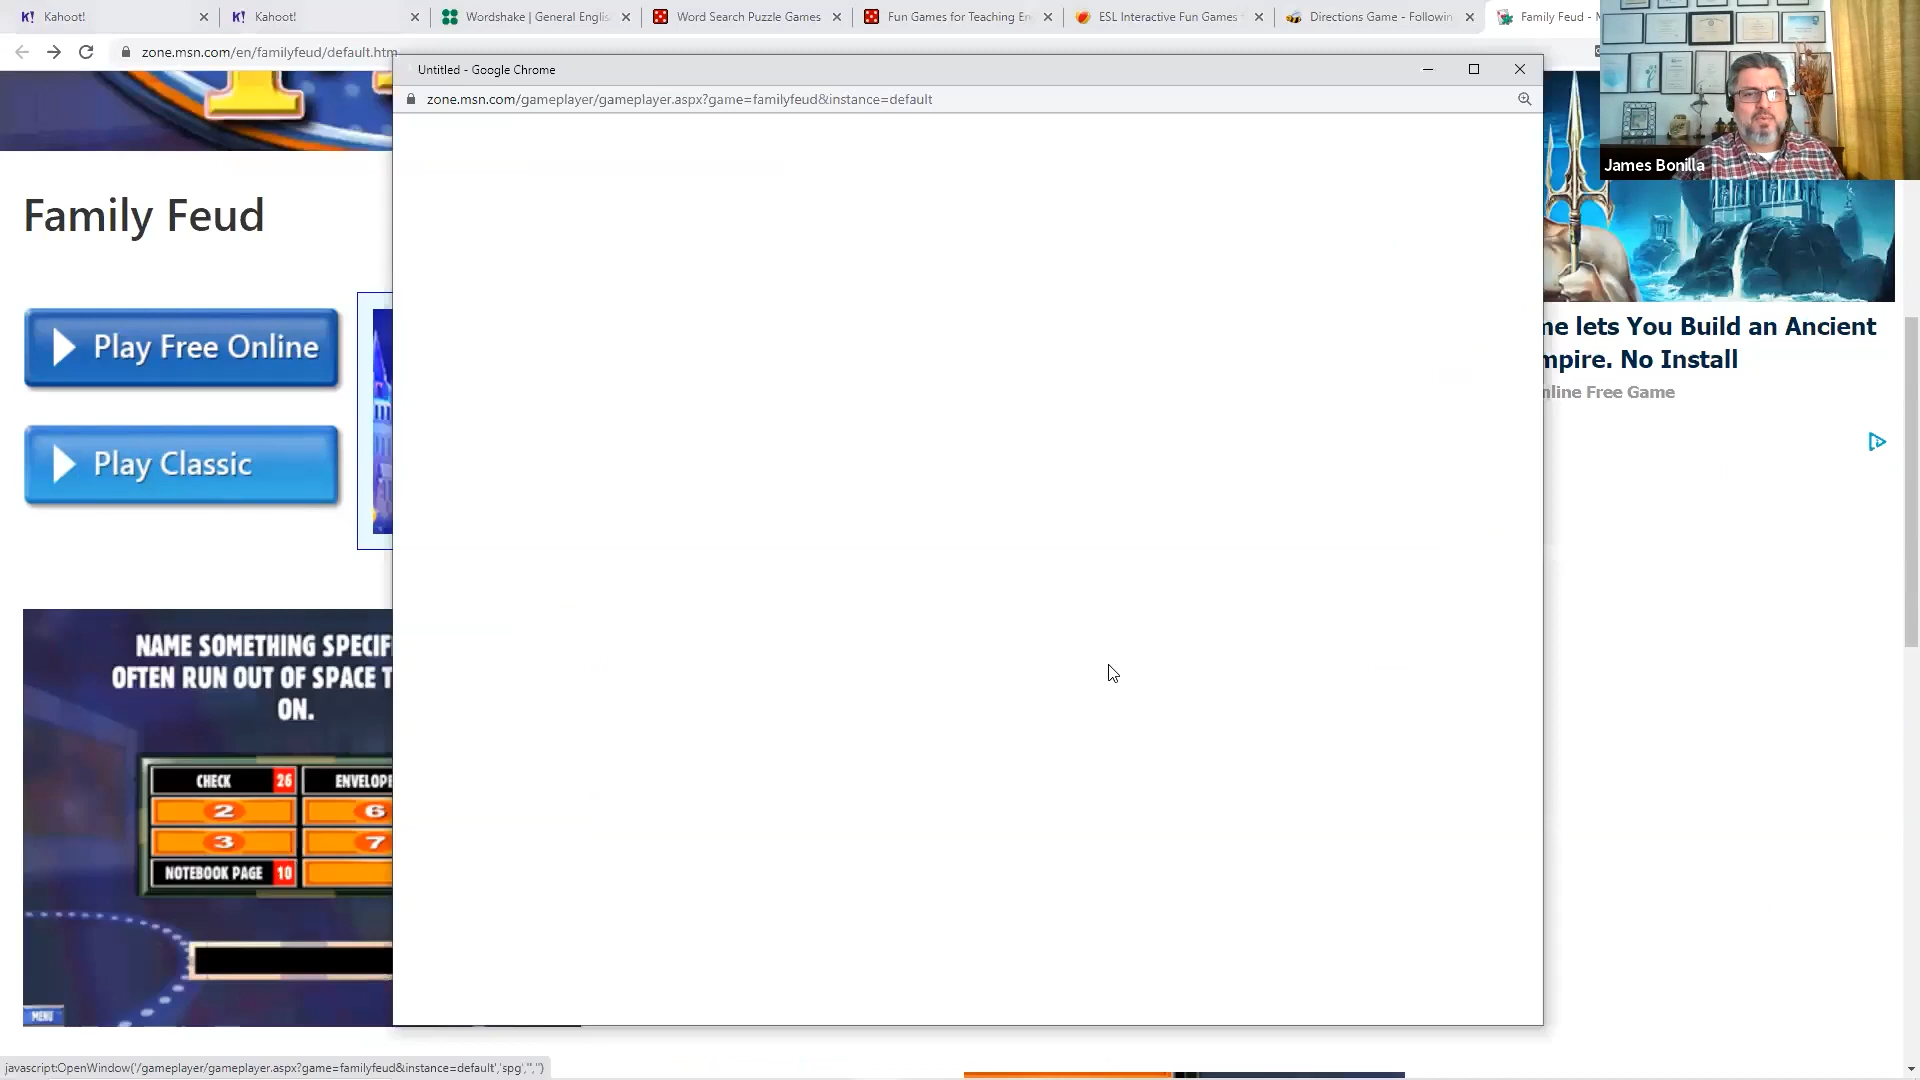 Kahoot!
Kahoot!
Wordshake | General Englis
Word Search Puzzle Games
Fun Games for Teaching En
ESL Interactive Fun Games
Directions Game - Followin
Family Feud -
zone.msn.com/en/familyfeud/default.htm
Untitled - Google Chrome
zone.msn.com/gameplayer/gameplayer.aspx?game=familyfeud&instance=default
James Bonilla
Family Feud
Play Free Online
Play Classic
me lets You Build an Ancient
mpire. No Install
nline Free Game
NAME SOMETHING SPECIF
OFTEN RUN OUT OF SPACE T
ON.
CHECK 26 ENVELOPE
2 6
3 7
NOTEBOOK PAGE 10
MENU
javascript:OpenWindow('/gameplayer/gameplayer.aspx?game=familyfeud&instance=default','spg','','')